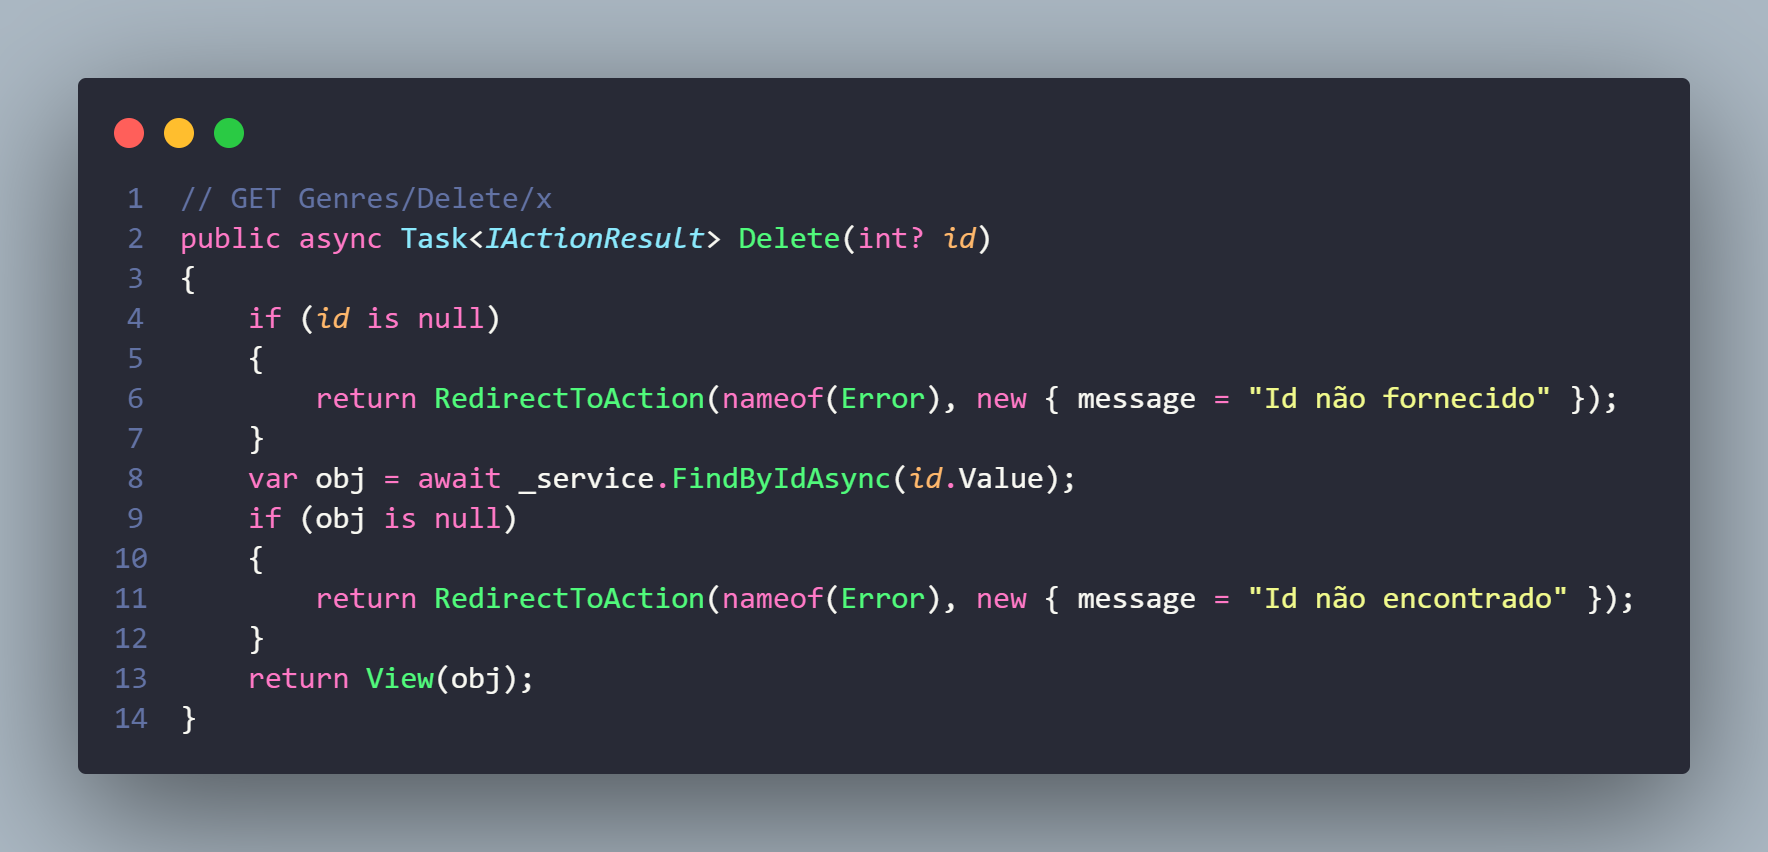 1 // GET Genres/Delete/x
2 public async Task<IActionResult> Delete(int? id)
3 {
4     if (id is null)
5     {
6         return RedirectToAction(nameof(Error), new { message = "Id não fornecido" });
7     }
8     var obj = await _service.FindByIdAsync(id.Value);
9     if (obj is null)
10     {
11         return RedirectToAction(nameof(Error), new { message = "Id não encontrado" });
12     }
13     return View(obj);
14 }